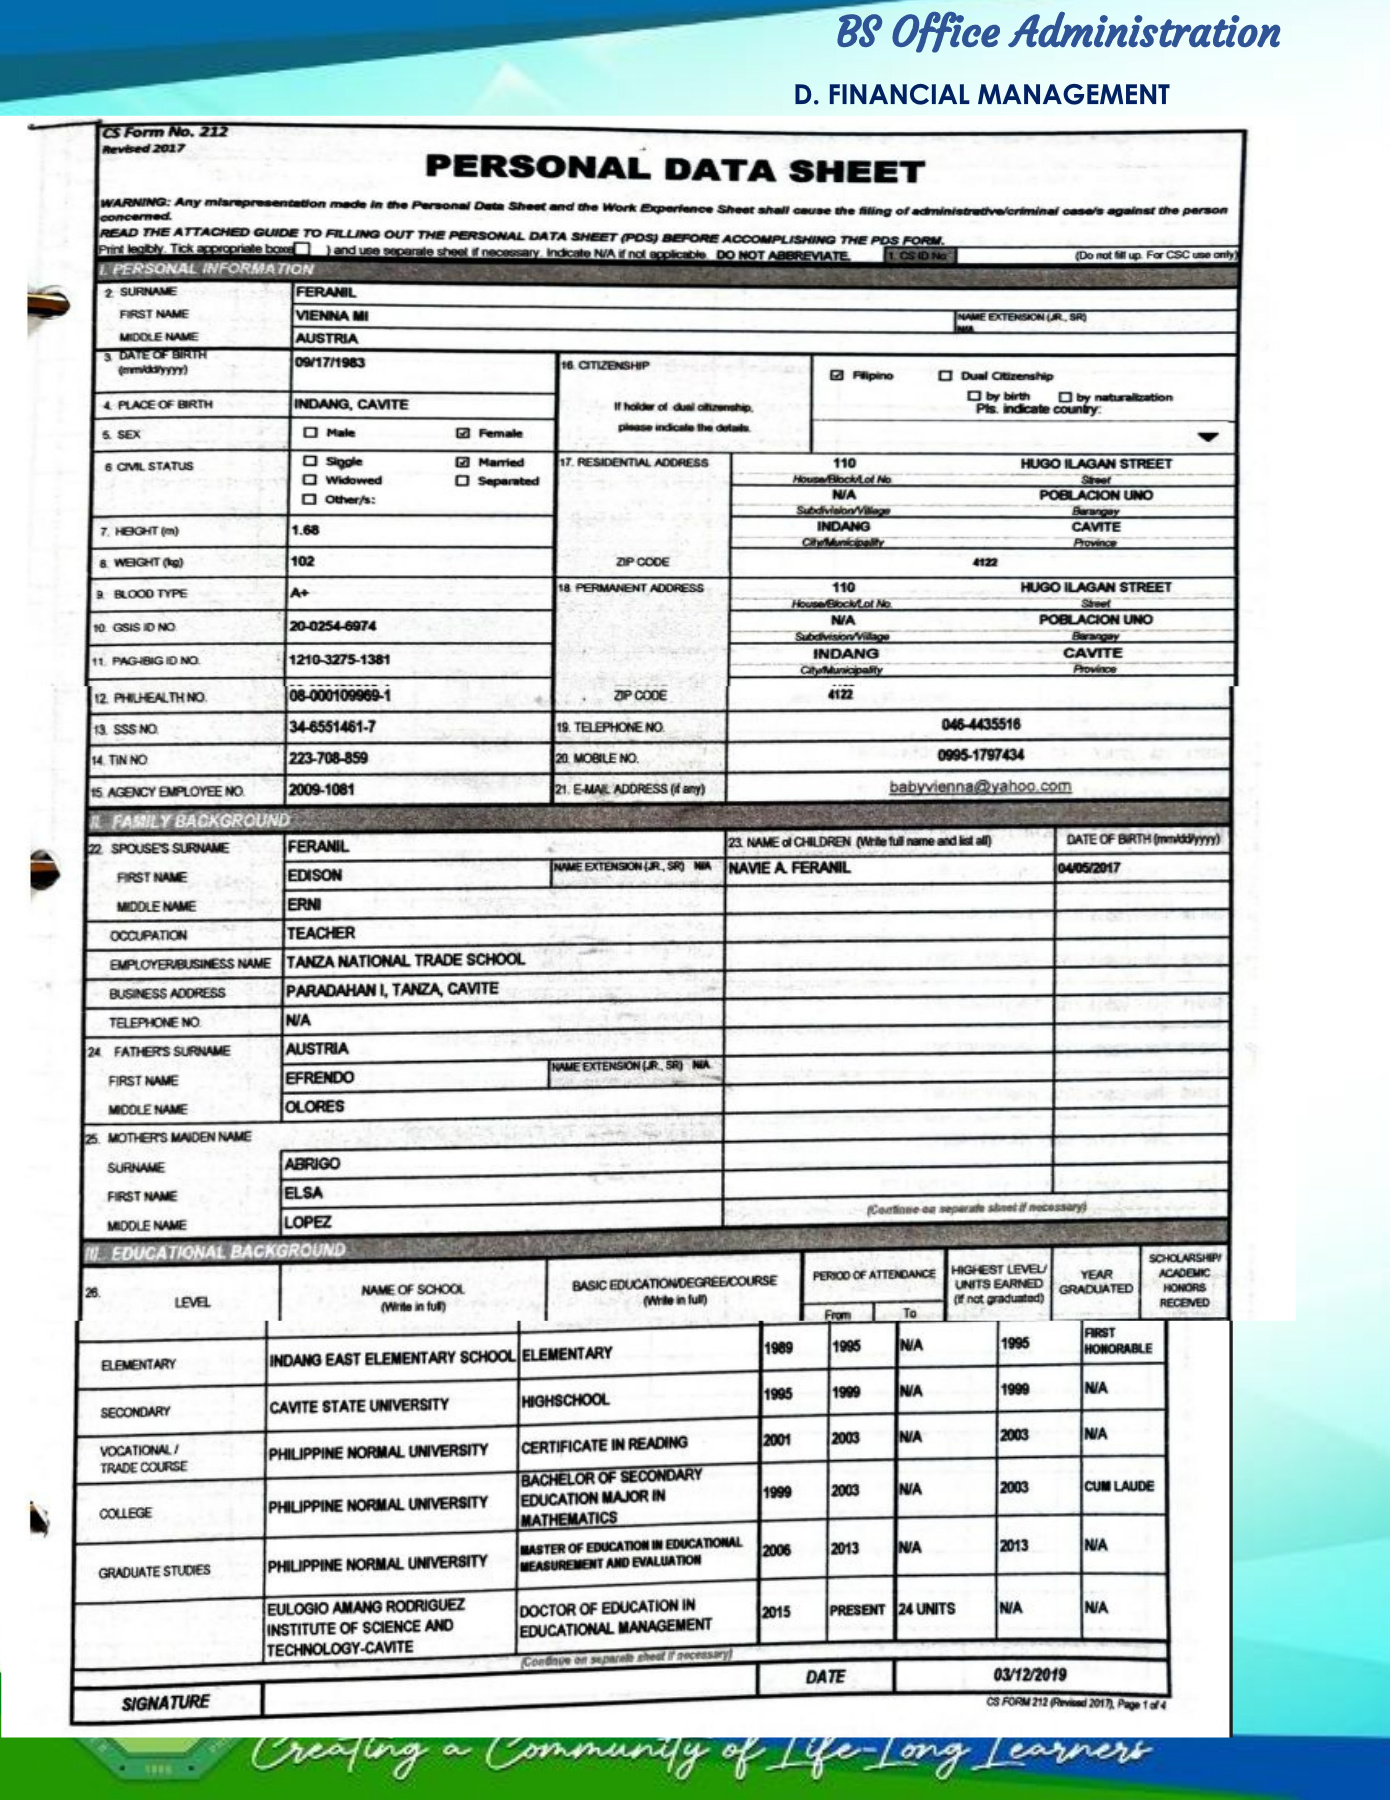 BS Office Administration
D. FINANCIAL MANAGEMENT
CS Form No. 212
Revised 2017
PERSONAL DATA SHEET
WARNING: Any misrepresentation made in the Personal Data Sheet and the Work Experience Sheet shall cause the filing of administrative/criminal case/s against the person concerned.
READ THE ATTACHED GUIDE TO FILLING OUT THE PERSONAL DATA SHEET (PDS) BEFORE ACCOMPLISHING THE PDS FORM.
Print legibly. Tick appropriate boxes ( ) and use separate sheet if necessary. Indicate N/A if not applicable. DO NOT ABBREVIATE. 1. CS ID No (Do not fill up. For CSC use only)
I. PERSONAL INFORMATION
2. SURNAME FERANIL
FIRST NAME VIENNA MI NAME EXTENSION (JR., SR) N/A
MIDDLE NAME AUSTRIA
3. DATE OF BIRTH (mm/dd/yyyy) 09/17/1983
16. CITIZENSHIP ☑ Filipino ☐ Dual Citizenship
☐ by birth ☐ by naturalization
If holder of dual citizenship, please indicate the details. Pls. indicate country:
4. PLACE OF BIRTH INDANG, CAVITE
5. SEX ☐ Male ☑ Female
6 CIVIL STATUS ☐ Single ☑ Married
☐ Widowed ☐ Separated
☐ Other/s:
17. RESIDENTIAL ADDRESS 110 HUGO ILAGAN STREET
House/Block/Lot No. Street
N/A POBLACION UNO
Subdivision/Village Barangay
INDANG CAVITE
City/Municipality Province
7. HEIGHT (m) 1.68
8. WEIGHT (kg) 102 ZIP CODE 4122
9. BLOOD TYPE A+ 18. PERMANENT ADDRESS 110 HUGO ILAGAN STREET
House/Block/Lot No. Street
10. GSIS ID NO. 20-0254-6974 N/A POBLACION UNO
Subdivision/Village Barangay
11. PAG-IBIG ID NO. 1210-3275-1381 INDANG CAVITE
City/Municipality Province
12. PHILHEALTH NO. 08-000109969-1 ZIP CODE 4122
13. SSS NO. 34-6551461-7 19. TELEPHONE NO. 046-4435516
14. TIN NO 223-708-859 20. MOBILE NO. 0995-1797434
15. AGENCY EMPLOYEE NO. 2009-1081 21. E-MAIL ADDRESS (if any) babyvienna@yahoo.com
II. FAMILY BACKGROUND
22. SPOUSE'S SURNAME FERANIL 23. NAME of CHILDREN (Write full name and list all) DATE OF BIRTH (mm/dd/yyyy)
FIRST NAME EDISON NAME EXTENSION (JR., SR) N/A NAVIE A. FERANIL 04/05/2017
MIDDLE NAME ERNI
OCCUPATION TEACHER
EMPLOYER/BUSINESS NAME TANZA NATIONAL TRADE SCHOOL
BUSINESS ADDRESS PARADAHAN I, TANZA, CAVITE
TELEPHONE NO. N/A
24. FATHER'S SURNAME AUSTRIA
FIRST NAME EFRENDO NAME EXTENSION (JR., SR) N/A
MIDDLE NAME OLORES
25. MOTHER'S MAIDEN NAME
SURNAME ABRIGO
FIRST NAME ELSA
MIDDLE NAME LOPEZ (Continue on separate sheet if necessary)
III. EDUCATIONAL BACKGROUND
26. LEVEL NAME OF SCHOOL (Write in full) BASIC EDUCATION/DEGREE/COURSE (Write in full) PERIOD OF ATTENDANCE From To HIGHEST LEVEL/ UNITS EARNED (if not graduated) YEAR GRADUATED SCHOLARSHIP/ ACADEMIC HONORS RECEIVED
ELEMENTARY INDANG EAST ELEMENTARY SCHOOL ELEMENTARY 1989 1995 N/A 1995 FIRST HONORABLE
SECONDARY CAVITE STATE UNIVERSITY HIGHSCHOOL 1995 1999 N/A 1999 N/A
VOCATIONAL / TRADE COURSE PHILIPPINE NORMAL UNIVERSITY CERTIFICATE IN READING 2001 2003 N/A 2003 N/A
COLLEGE PHILIPPINE NORMAL UNIVERSITY BACHELOR OF SECONDARY EDUCATION MAJOR IN MATHEMATICS 1999 2003 N/A 2003 CUM LAUDE
GRADUATE STUDIES PHILIPPINE NORMAL UNIVERSITY MASTER OF EDUCATION IN EDUCATIONAL MEASUREMENT AND EVALUATION 2006 2013 N/A 2013 N/A
EULOGIO AMANG RODRIGUEZ INSTITUTE OF SCIENCE AND TECHNOLOGY-CAVITE DOCTOR OF EDUCATION IN EDUCATIONAL MANAGEMENT 2015 PRESENT 24 UNITS N/A N/A
(Continue on separate sheet if necessary)
SIGNATURE DATE 03/12/2019
CS FORM 212 (Revised 2017), Page 1 of 4
Creating a Community of Life-Long Learners